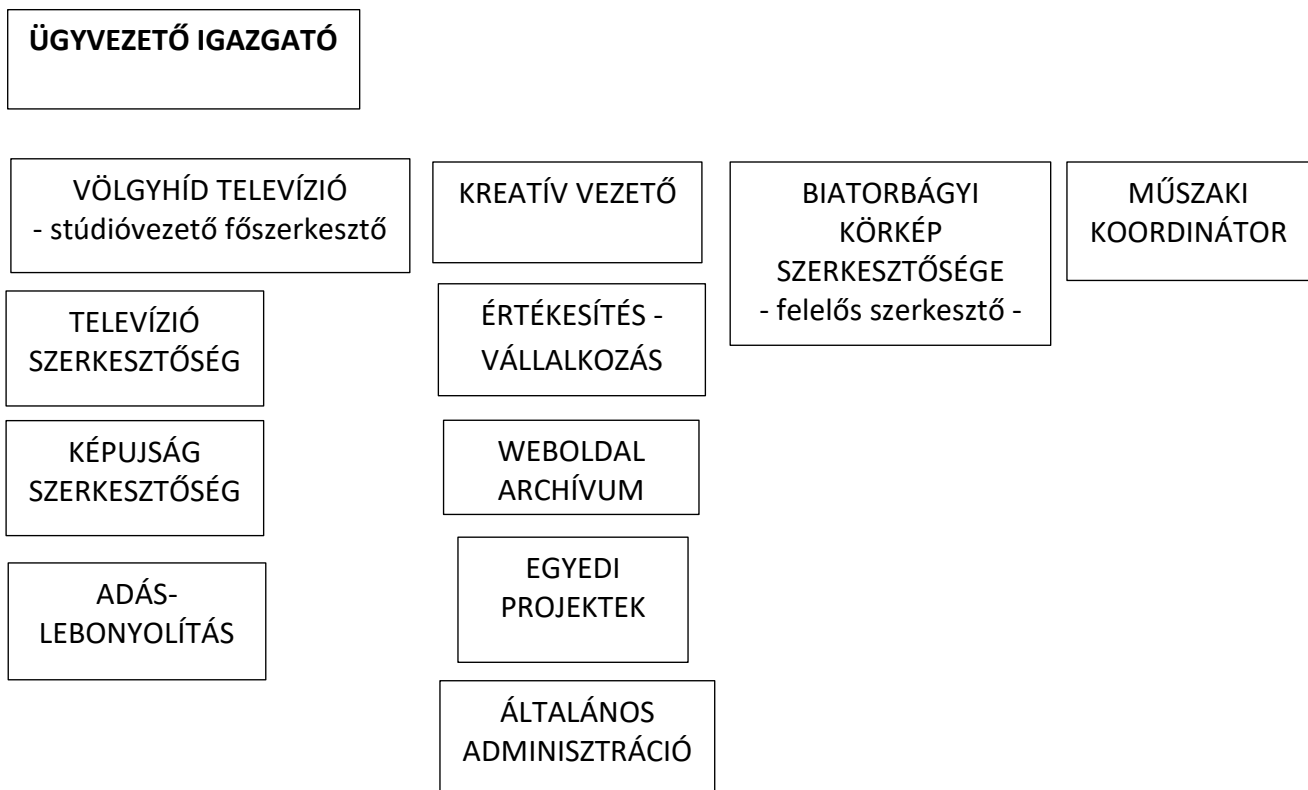 ÜGYVEZETŐ IGAZGATÓ
VÖLGYHÍD TELEVÍZIÓ
- stúdióvezető főszerkesztő
TELEVÍZIÓ
SZERKESZTŐSÉG
KÉPUJSÁG
SZERKESZTŐSÉG
ADÁS-
LEBONYOLÍTÁS
KREATÍV VEZETŐ
ÉRTÉKESÍTÉS -
VÁLLALKOZÁS
WEBOLDAL
ARCHÍVUM
EGYEDI
PROJEKTEK
ÁLTALÁNOS
ADMINISZTRÁCIÓ
BIATORBÁGYI
KÖRKÉP
SZERKESZTŐSÉGE
- felelős szerkesztő -
MŰSZAKI
KOORDINÁTOR